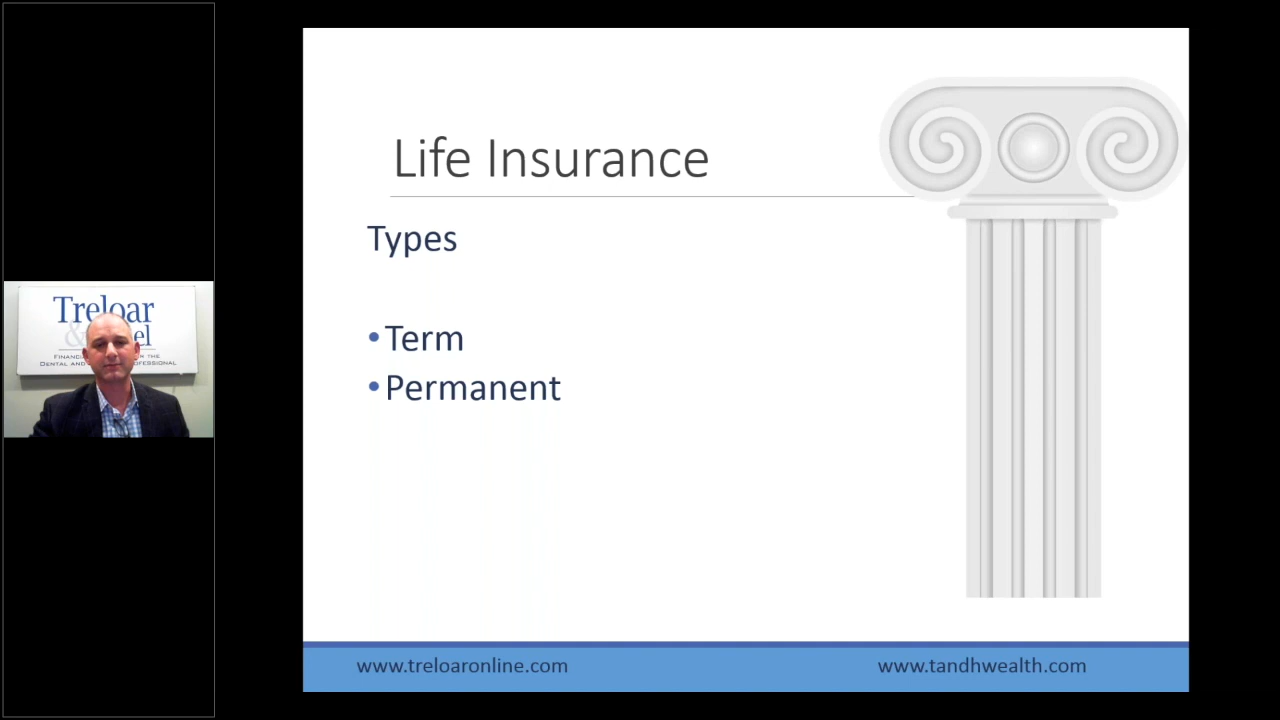 Life Insurance
Types
•Term
•Permanent
www.treloaronline.com
www.tandhwealth.com
Treloar
&